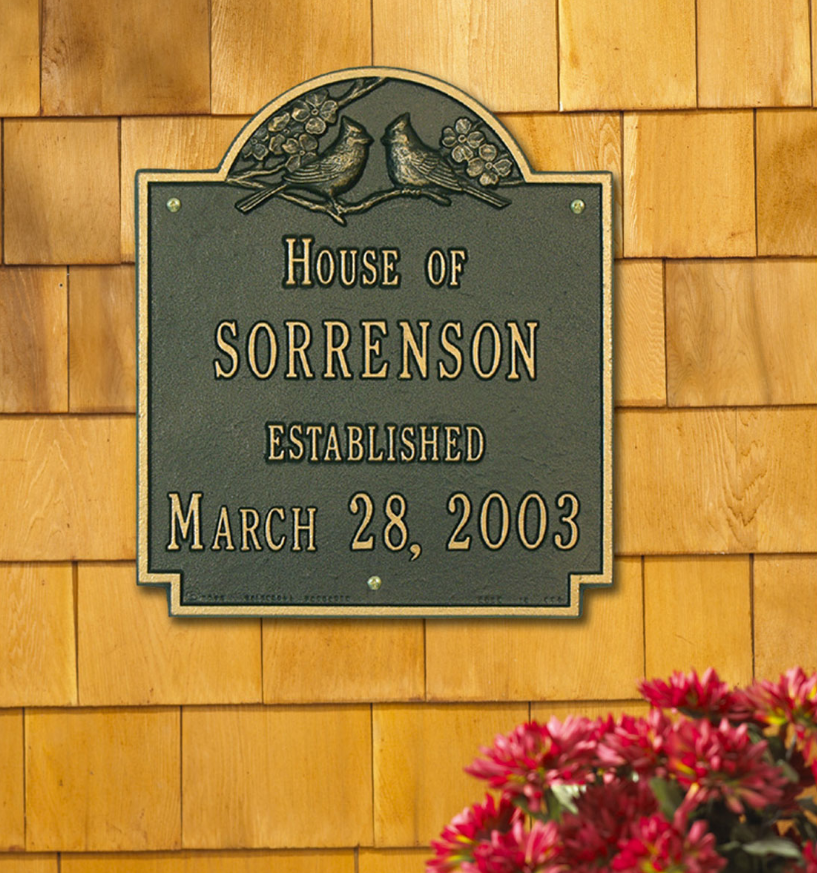 House of
SORRENSON
ESTABLISHED
March 28, 2003